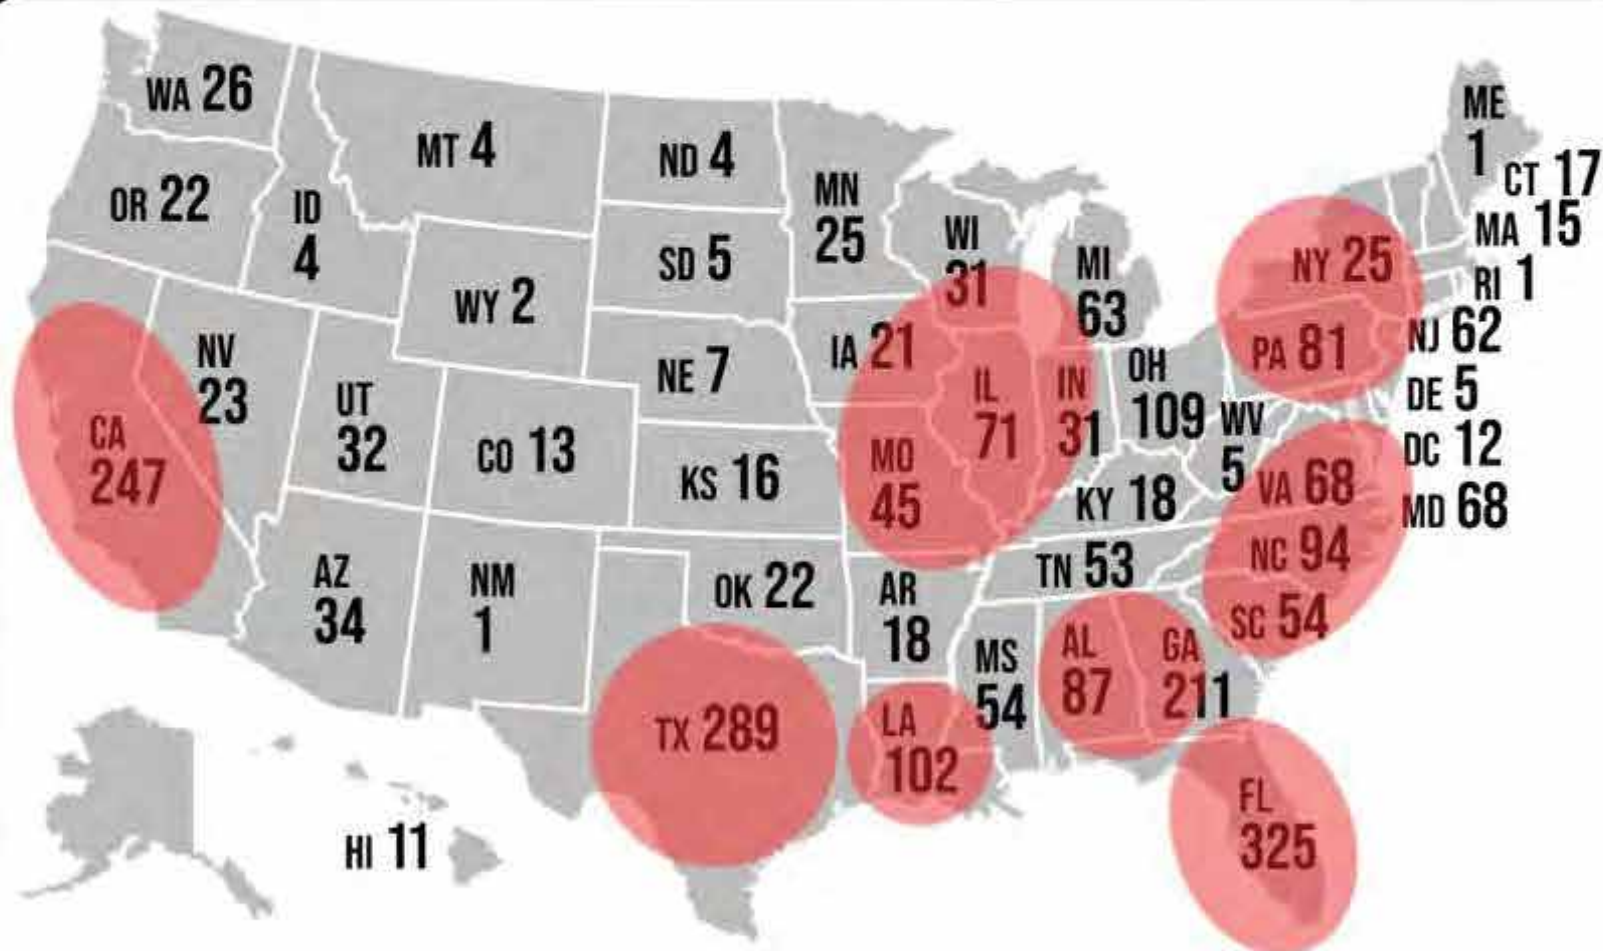 WA 26
MT 4
ND 4
MN
25
ME
1
CT 17
OR 22
ID
4
SD 5
WI
31
MI
63
NY 25
MA 15
RI 1
WY 2
NV
23
UT
32
NE 7
IA 21
IL
71
IN
31
OH
109
PA 81
NJ 62
DE 5
CA
247
CO 13
KS 16
MO
45
KY 18
WV
5
VA 68
DC 12
MD 68
AZ
34
NM
1
OK 22
AR
18
TN 53
NC 94
SC 54
TX 289
LA
102
MS
54
AL
87
GA
211
HI 11
FL
325